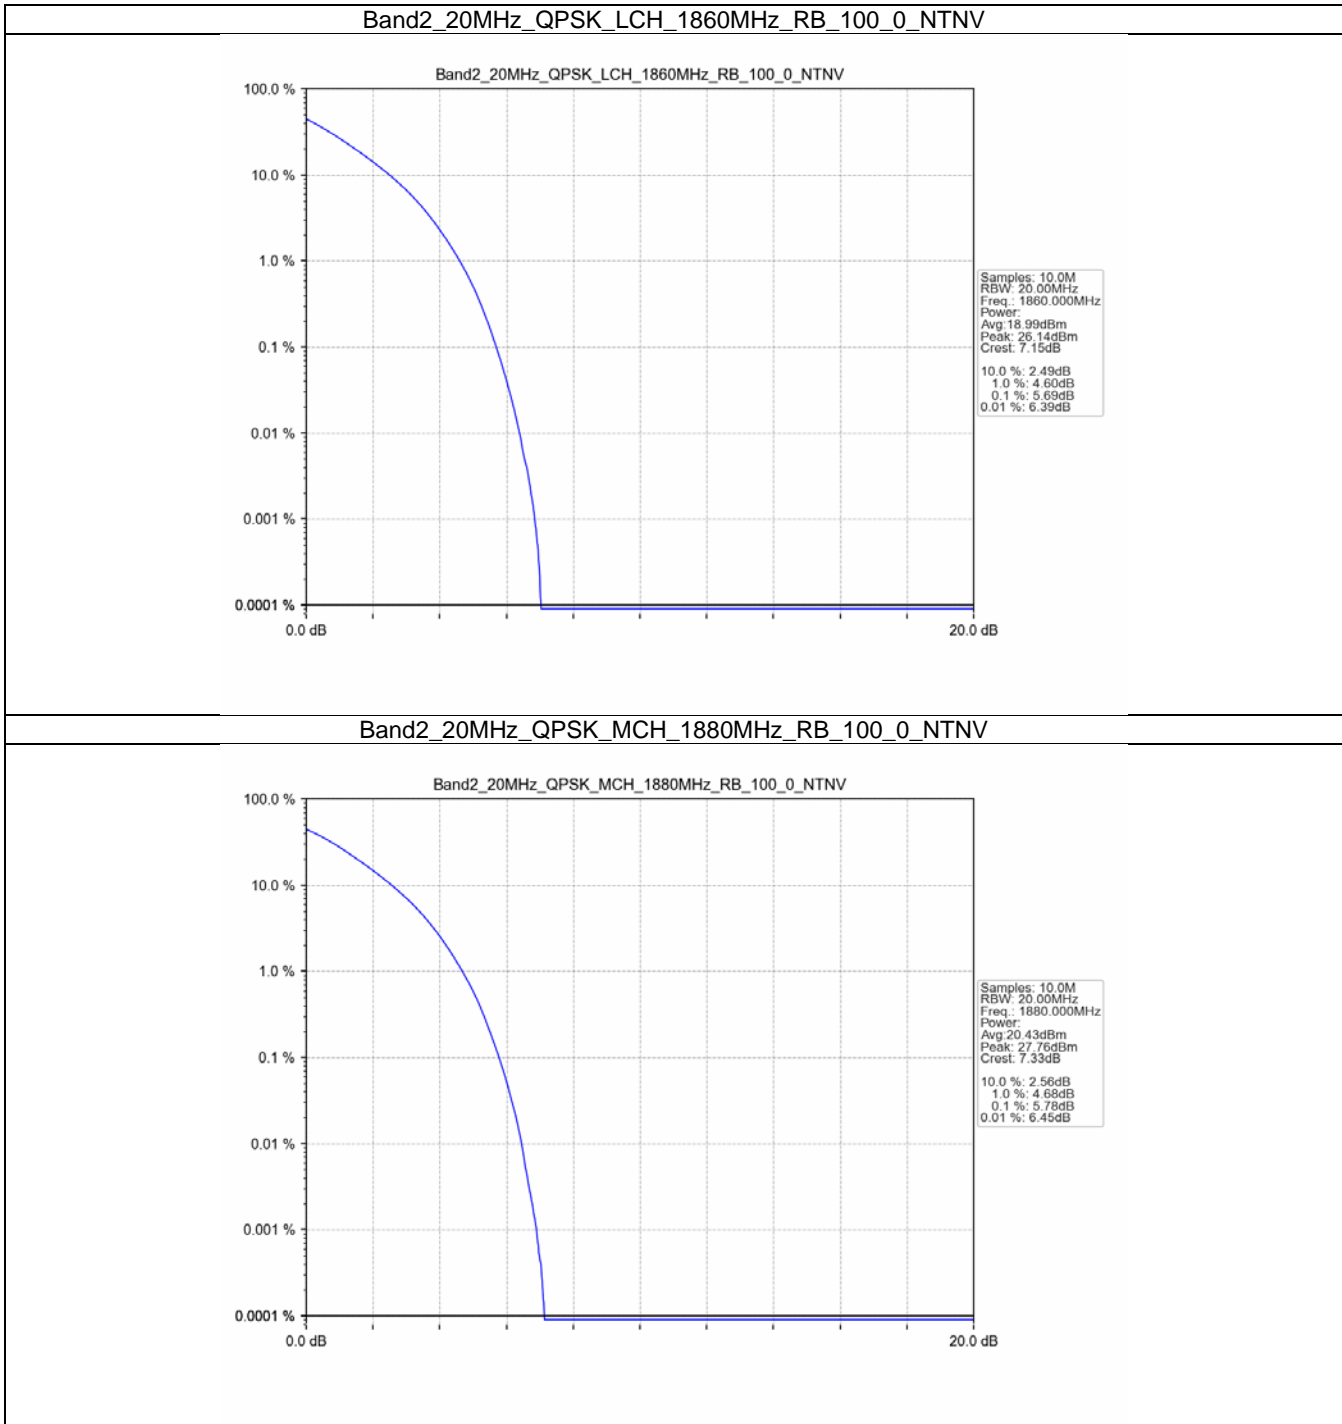 Band2_20MHz_QPSK_LCH_1860MHz_RB_100_0_NTNV
Band2_20MHz_QPSK_LCH_1860MHz_RB_100_0_NTNV
100.0 %
10.0 %
1.0 %
0.1 %
0.01 %
0.001 %
0.0001 %
0.0 dB
20.0 dB
Samples: 10.0M
RBW: 20.00MHz
Freq.: 1860.000MHz
Power:
Avg:18.99dBm
Peak: 26.14dBm
Crest: 7.15dB
10.0 %: 2.49dB
1.0 %: 4.60dB
0.1 %: 5.69dB
0.01 %: 6.39dB
Band2_20MHz_QPSK_MCH_1880MHz_RB_100_0_NTNV
Band2_20MHz_QPSK_MCH_1880MHz_RB_100_0_NTNV
100.0 %
10.0 %
1.0 %
0.1 %
0.01 %
0.001 %
0.0001 %
0.0 dB
20.0 dB
Samples: 10.0M
RBW: 20.00MHz
Freq.: 1880.000MHz
Power:
Avg:20.43dBm
Peak: 27.76dBm
Crest: 7.33dB
10.0 %: 2.56dB
1.0 %: 4.68dB
0.1 %: 5.78dB
0.01 %: 6.45dB